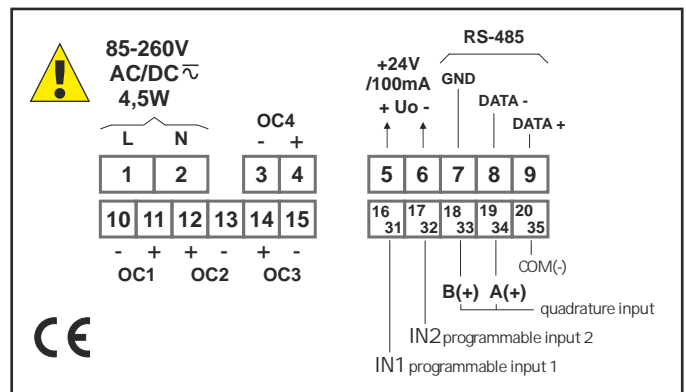 85-260V
AC/DC
4,5W
L N
OC4
- +
1 2 3 4
10 11 12 13 14 15
- + + - + -
OC1 OC2 OC3
CE
RS-485
+24V
/100mA
GND
+ Uo -
DATA -
DATA +
5 6 7 8 9
16 17 18 19 20
31 32 33 34 35
COM(-)
B(+) A(+)
quadrature input
IN2 programmable input 2
IN1 programmable input 1